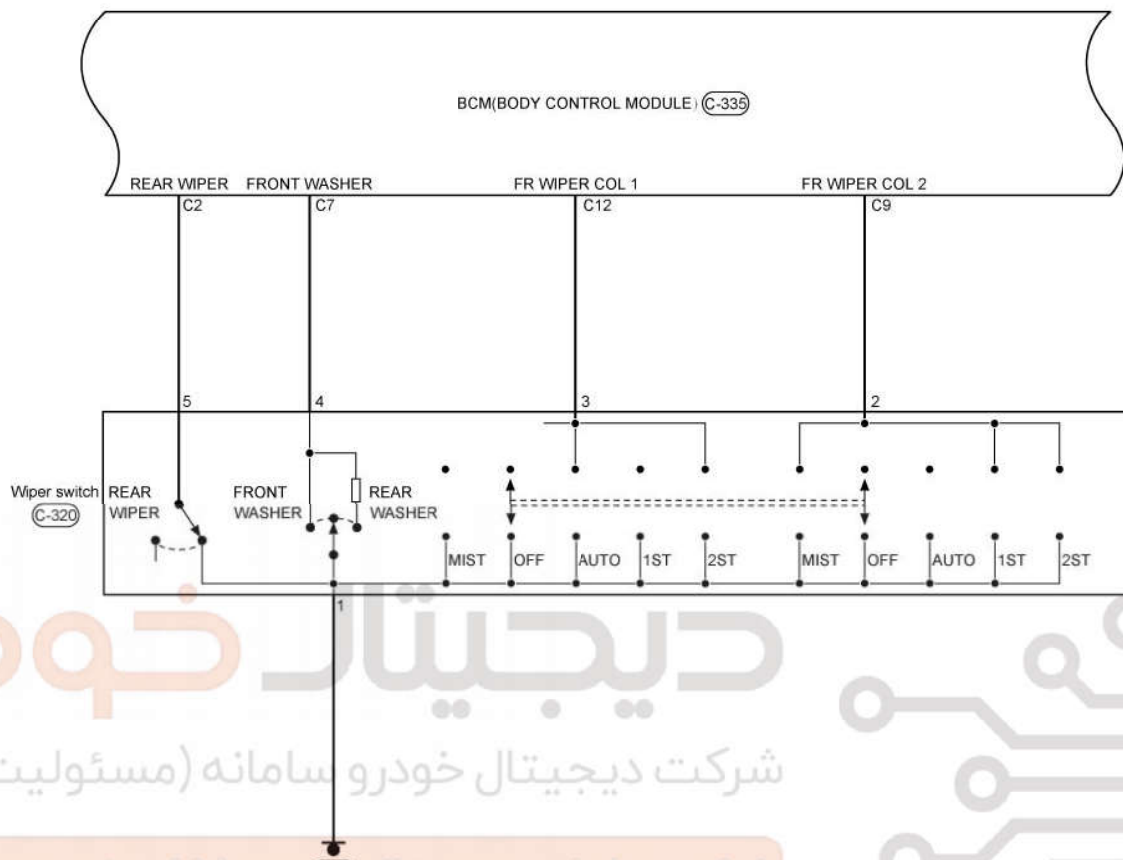 BCM(BODY CONTROL MODULE) C-335
REAR WIPER FRONT WASHER FR WIPER COL 1 FR WIPER COL 2
C2 C7 C12 C9
5 4 3 2
Wiper switch
C-320
REAR
WIPER
FRONT
WASHER
REAR
WASHER
MIST OFF AUTO 1ST 2ST MIST OFF AUTO 1ST 2ST
1
دیجیتال
شرکت دیجیتال خودرو سامانه (مسئولیت